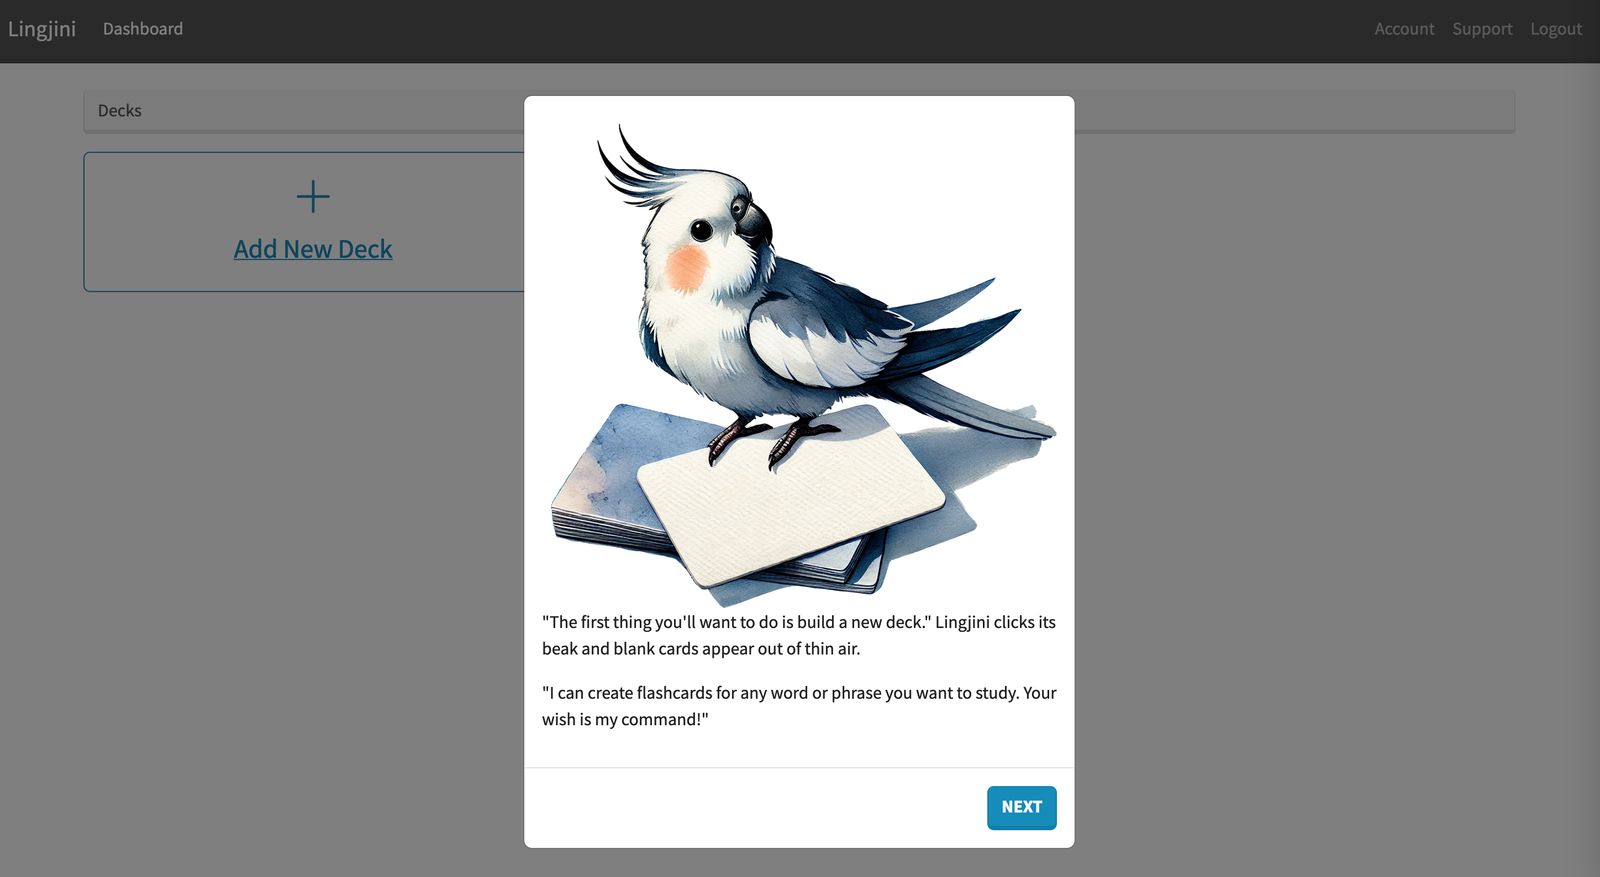 Lingjini Dashboard Account Support Logout
Decks
Add New Deck
"The first thing you'll want to do is build a new deck." Lingjini clicks its
beak and blank cards appear out of thin air.
"I can create flashcards for any word or phrase you want to study. Your
wish is my command!"
NEXT